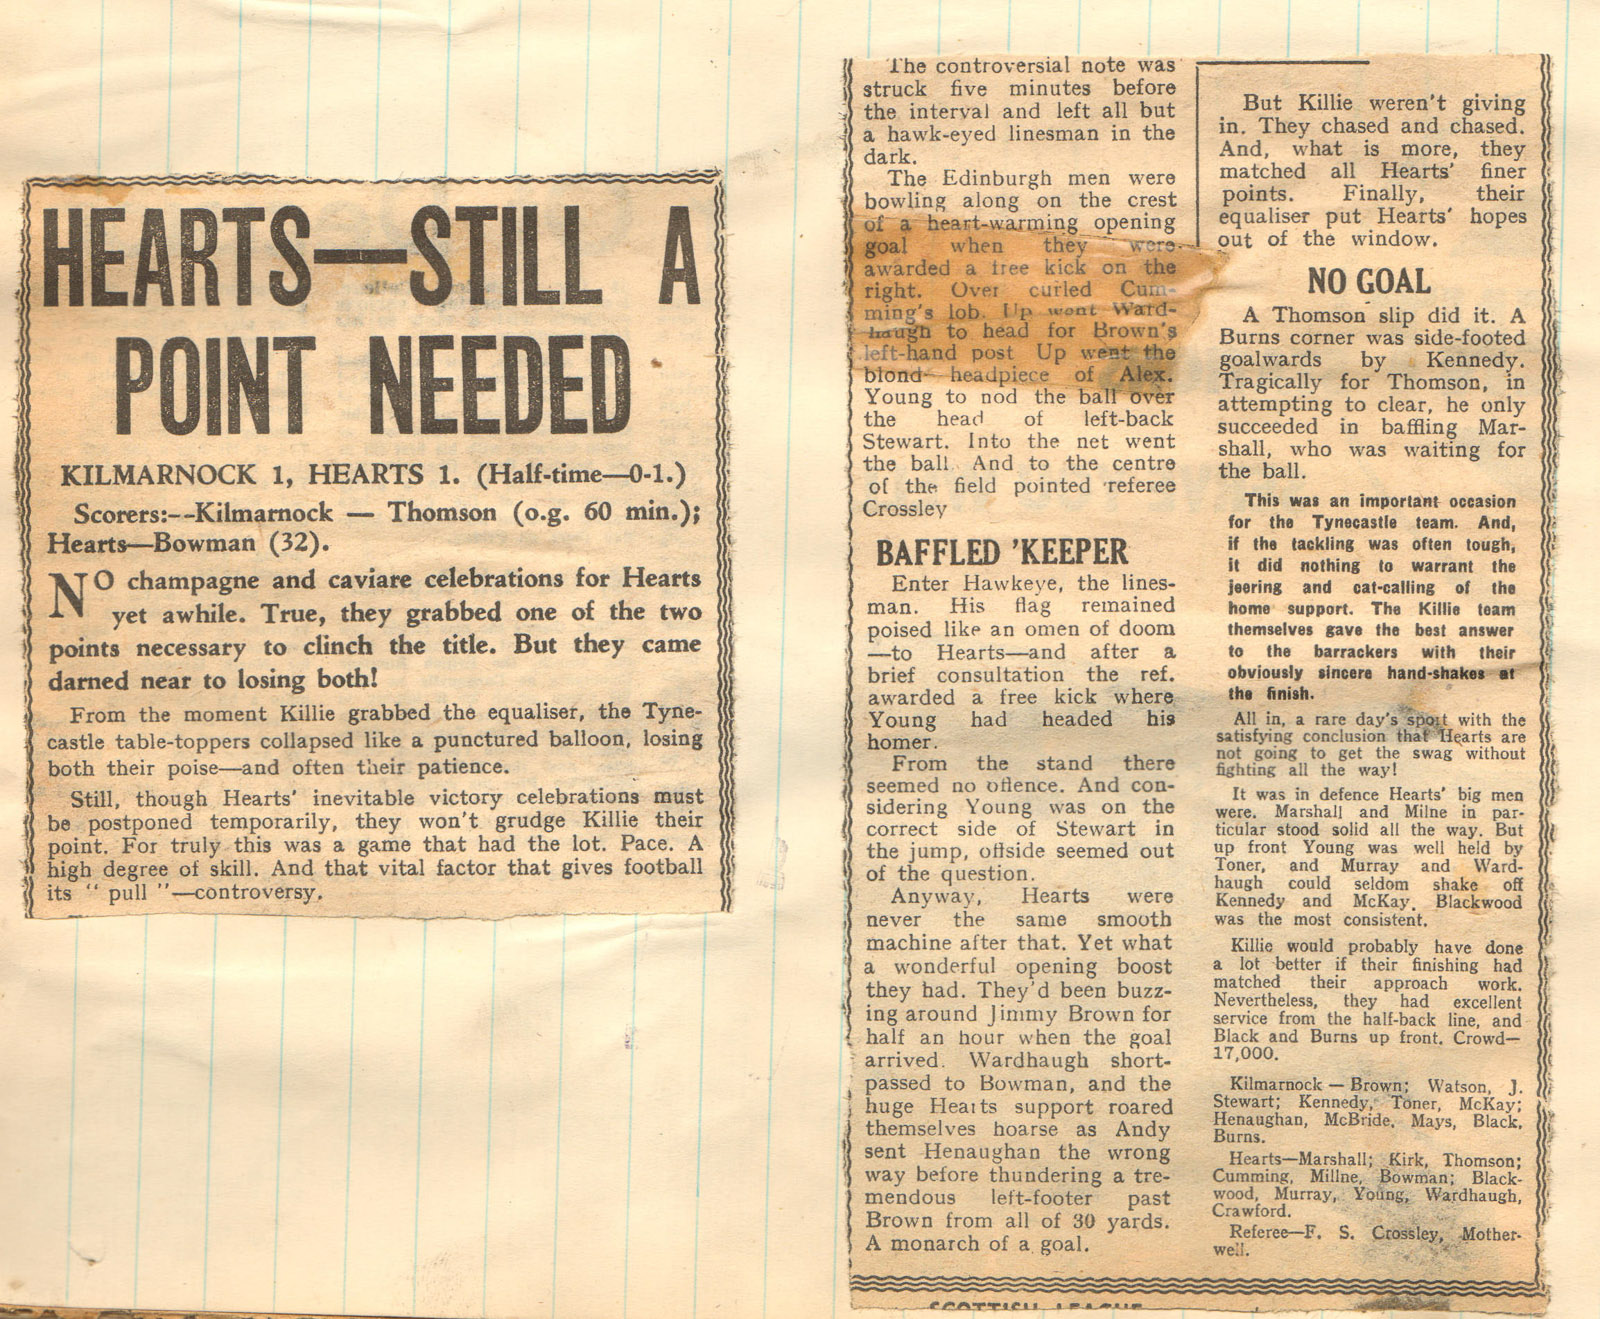 HEARTS—STILL A
POINT NEEDED
KILMARNOCK 1, HEARTS 1. (Half-time—0-1.)
Scorers:--Kilmarnock — Thomson (o.g. 60 min.);
Hearts—Bowman (32).
NO champagne and caviare celebrations for Hearts
yet awhile. True, they grabbed one of the two
points necessary to clinch the title. But they came
darned near to losing both!
From the moment Killie grabbed the equaliser, the Tyne-
castle table-toppers collapsed like a punctured balloon, losing
both their poise—and often their patience.
Still, though Hearts' inevitable victory celebrations must
be postponed temporarily, they won't grudge Killie their
point. For truly this was a game that had the lot. Pace. A
high degree of skill. And that vital factor that gives football
its " pull "—controversy.
The controversial note was
struck five minutes before
the interval and left all but
a hawk-eyed linesman in the
dark.
The Edinburgh men were
bowling along on the crest
of a heart-warming opening
goal when they were
awarded a free kick on the
right. Over curled Cum-
ming's lob. Up went Ward-
haugh to head for Brown's
left-hand post Up went the
blond headpiece of Alex.
Young to nod the ball over
the head of left-back
Stewart. Into the net went
the ball. And to the centre
of the field pointed referee
Crossley
BAFFLED 'KEEPER
Enter Hawkeye, the lines-
man. His flag remained
poised like an omen of doom
—to Hearts—and after a
brief consultation the ref.
awarded a free kick where
Young had headed his
homer.
From the stand there
seemed no offence. And con-
sidering Young was on the
correct side of Stewart in
the jump, offside seemed out
of the question.
Anyway, Hearts were
never the same smooth
machine after that. Yet what
a wonderful opening boost
they had. They'd been buzz-
ing around Jimmy Brown for
half an hour when the goal
arrived. Wardhaugh short-
passed to Bowman, and the
huge Hearts support roared
themselves hoarse as Andy
sent Henaughan the wrong
way before thundering a tre-
mendous left-footer past
Brown from all of 30 yards.
A monarch of a goal.
But Killie weren't giving
in. They chased and chased.
And, what is more, they
matched all Hearts' finer
points. Finally, their
equaliser put Hearts' hopes
out of the window.
NO GOAL
A Thomson slip did it. A
Burns corner was side-footed
goalwards by Kennedy.
Tragically for Thomson, in
attempting to clear, he only
succeeded in baffling Mar-
shall, who was waiting for
the ball.
This was an important occasion
for the Tynecastle team. And,
if the tackling was often tough,
it did nothing to warrant the
jeering and cat-calling of the
home support. The Killie team
themselves gave the best answer
to the barrackers with their
obviously sincere hand-shakes at
the finish.
All in, a rare day's sport with the
satisfying conclusion that Hearts are
not going to get the swag without
fighting all the way!
It was in defence Hearts' big men
were. Marshall and Milne in par-
ticular stood solid all the way. But
up front Young was well held by
Toner, and Murray and Ward-
haugh could seldom shake off
Kennedy and McKay. Blackwood
was the most consistent.
Killie would probably have done
a lot better if their finishing had
matched their approach work.
Nevertheless, they had excellent
service from the half-back line, and
Black and Burns up front. Crowd—
17,000.
Kilmarnock — Brown; Watson, J.
Stewart; Kennedy, Toner, McKay;
Henaughan, McBride, Mays, Black,
Burns.
Hearts—Marshall; Kirk, Thomson;
Cumming, Millne, Bowman; Black-
wood, Murray, Young, Wardhaugh,
Crawford.
Referee—F. S. Crossley, Mother-
well.
SCOTTISH LEAGUE